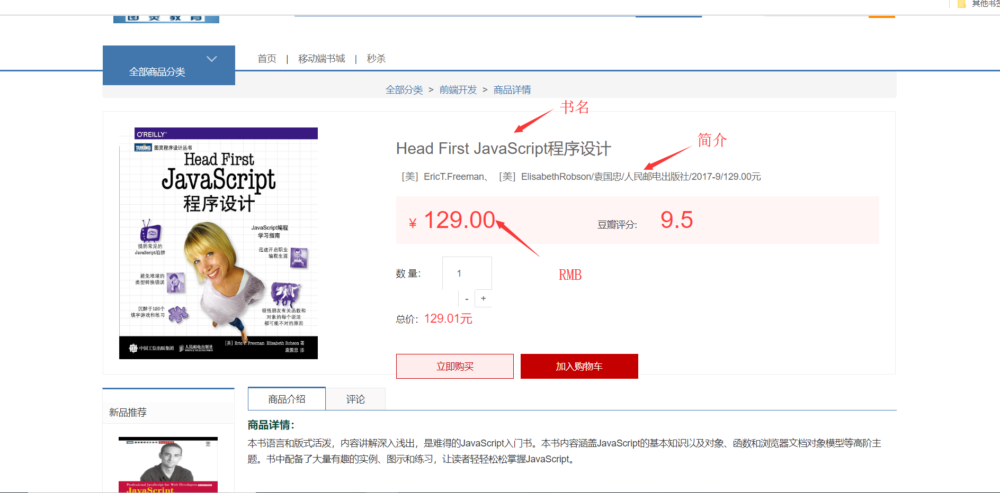 其他书签
图灵教育
全部商品分类
首页 | 移动端书城 | 秒杀
全部分类 > 前端开发 > 商品详情
书名
Head First JavaScript程序设计
简介
[美] EricT.Freeman、 [美] ElisabethRobson/袁国忠/人民邮电出版社/2017-9/129.00元
¥ 129.00
豆瓣评分: 9.5
RMB
数 量: 1
- +
总价: 129.01元
立即购买
加入购物车
O'REILLY
TURING 图灵程序设计丛书
Head First
JavaScript
程序设计
JavaScript编程
学习指南
提防常见的
JavaScript陷阱
迅速开启职业
编程生涯
避免难堪的
类型转换错误
沉醉于120个
填字游戏和练习
领悟朋友有关函数和
对象的每个说法
都可能不对的原因
[美] Eric T. Freeman Elisabeth Robson 著
袁国忠 译
中国工信出版集团 人民邮电出版社
POSTS & TELECOM PRESS
新品推荐
商品介绍
评论
商品详情：
本书语言和版式活泼，内容讲解深入浅出，是难得的JavaScript入门书。本书内容涵盖JavaScript的基本知识以及对象、函数和浏览器文档对象模型等高阶主
题。书中配备了大量有趣的实例、图示和练习，让读者轻轻松松掌握JavaScript。
Professional JavaScript for Web Developers
JavaScript